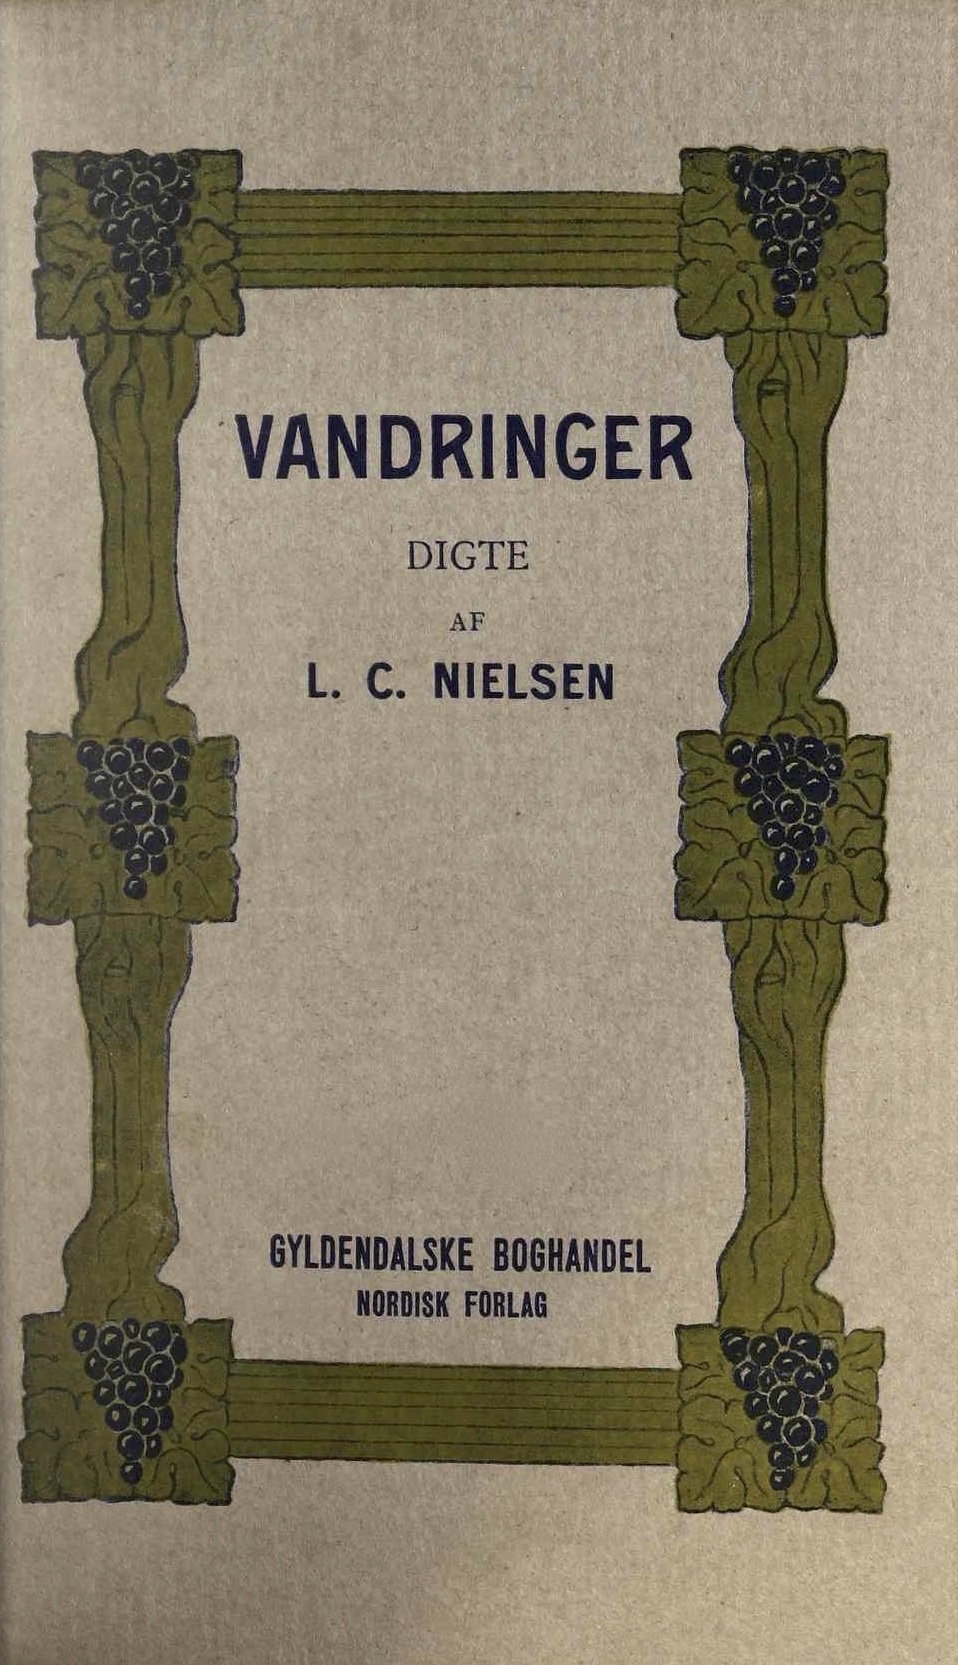 VANDRINGER
DIGTE
AF
L. C. NIELSEN
GYLDENDALSKE BOGHANDEL
NORDISK FORLAG